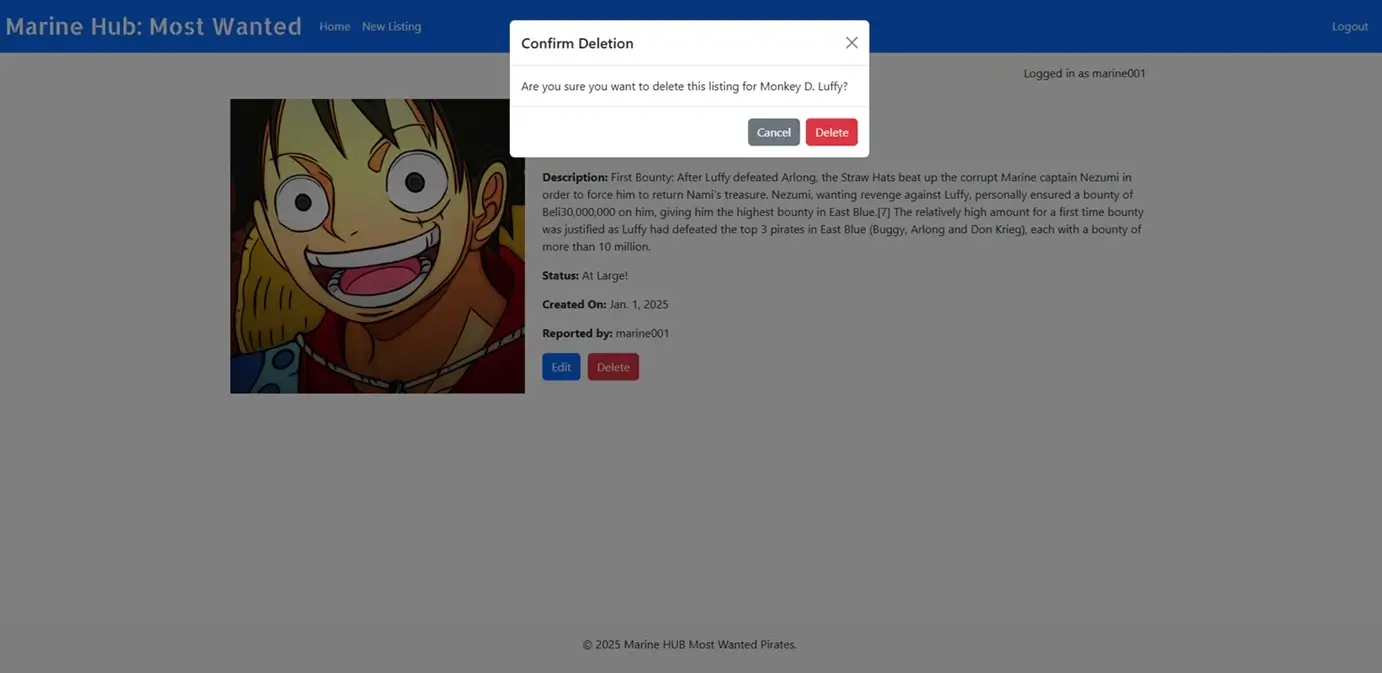 Marine Hub: Most Wanted
Home
New Listing
Logout
Confirm Deletion
Are you sure you want to delete this listing for Monkey D. Luffy?
Cancel
Delete
Logged in as marine001
Description: First Bounty: After Luffy defeated Arlong, the Straw Hats beat up the corrupt Marine captain Nezumi in
order to force him to return Nami's treasure. Nezumi, wanting revenge against Luffy, personally ensured a bounty of
Beli30,000,000 on him, giving him the highest bounty in East Blue.[7] The relatively high amount for a first time bounty
was justified as Luffy had defeated the top 3 pirates in East Blue (Buggy, Arlong and Don Krieg), each with a bounty of
more than 10 million.
Status: At Large!
Created On: Jan. 1, 2025
Reported by: marine001
Edit
Delete
© 2025 Marine HUB Most Wanted Pirates.